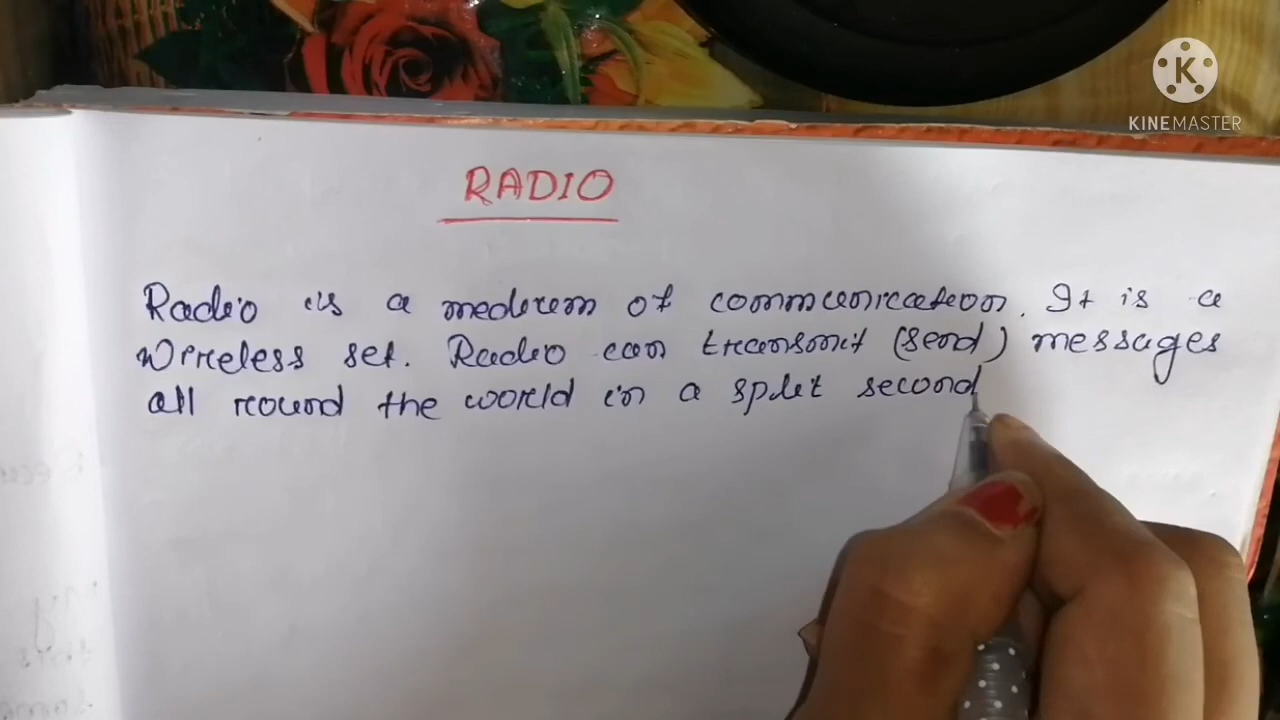 KINEMASTER
RADIO
Radio is a medium of communication. It is a
Wireless set. Radio can transmit (send) messages
all round the world in a split second